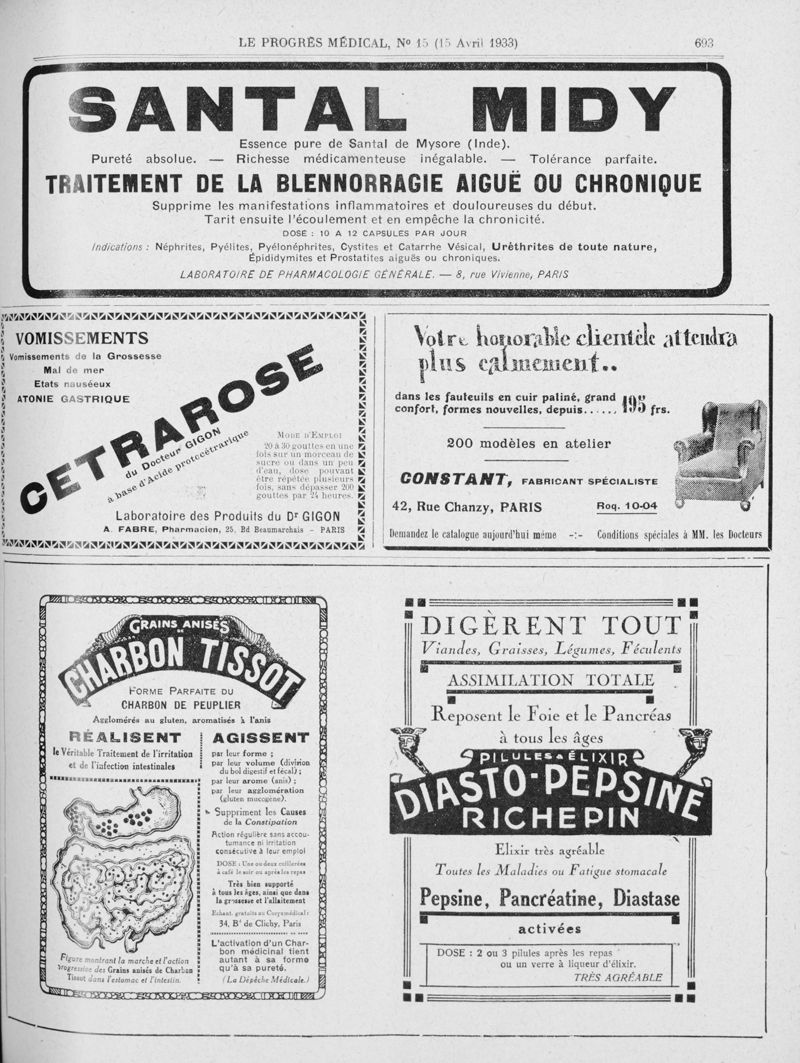 LE PROGRÈS MÉDICAL, No 15 (15 Avril 1933)
693
SANTAL MIDY
Essence pure de Santal de Mysore (Inde).
Pureté absolue. — Richesse médicamenteuse inégalable. — Tolérance parfaite.
TRAITEMENT DE LA BLENNORRAGIE AIGUË OU CHRONIQUE
Supprime les manifestations inflammatoires et douloureuses du début.
Tarit ensuite l'écoulement et en empêche la chronicité.
DOSE : 10 A 12 CAPSULES PAR JOUR
Indications : Néphrites, Pyélites, Pyélonéphrites, Cystites et Catarrhe Vésical, Urêthrites de toute nature,
Épididymites et Prostatites aiguës ou chroniques.
LABORATOIRE DE PHARMACOLOGIE GÉNÉRALE. — 8, rue Vivienne, PARIS
VOMISSEMENTS
Vomissements de la Grossesse
Mal de mer
Etats nauséeux
ATONIE GASTRIQUE
CETRAROSE
du Docteur GIGON
à base d'Acide protocétrarique
MODE D'EMPLOI
20 à 30 gouttes en une
fois sur un morceau de
sucre ou dans un peu
d'eau, dose pouvant
être répétée plusieurs
fois, sans dépasser 200
gouttes par 24 heures.
Laboratoire des Produits du Dr GIGON
A. FABRE, Pharmacien, 25, Bd Beaumarchais - PARIS
Votre honorable clientèle attendra
plus calmement..
dans les fauteuils en cuir patiné, grand
confort, formes nouvelles, depuis...... 195 frs.
200 modèles en atelier
CONSTANT, FABRICANT SPÉCIALISTE
42, Rue Chanzy, PARIS Roq. 10-04
Demandez le catalogue aujourd'hui même -:- Conditions spéciales à MM. les Docteurs
GRAINS ANISÉS
DE
CHARBON TISSOT
FORME PARFAITE DU
CHARBON DE PEUPLIER
Agglomérés au gluten, aromatisés à l'anis
RÉALISENT
le Véritable Traitement de l'irritation
et de l'infection intestinales
Figure montrant la marche et l'action
progressive des Grains anisés de Charbon
Tissot dans l'estomac et l'intestin.
AGISSENT
par leur forme ;
par leur volume (division
du bol digestif et fécal) ;
par leur arome (anis) ;
par leur agglomération
(gluten mucogène).
Suppriment les Causes
de la Constipation
Action régulière sans accou-
tumance ni irritation
consécutive à leur emploi
DOSE : Une ou deux cuillerées
à café le soir ou après les repas
Très bien supporté
à tous les âges, ainsi que dans
la grossesse et l'allaitement
Echant. gratuits au Corps médical :
34, Bd de Clichy, Paris
L'activation d'un Char-
bon médicinal tient
autant à sa forme
qu'à sa pureté.
(La Dépêche Médicale.)
DIGÈRENT TOUT
Viandes, Graisses, Légumes, Féculents
ASSIMILATION TOTALE
Reposent le Foie et le Pancréas
à tous les âges
PILULES & ÉLIXIR
DIASTO-PEPSINE
RICHEPIN
Elixir très agréable
Toutes les Maladies ou Fatigue stomacale
Pepsine, Pancréatine, Diastase
activées
DOSE : 2 ou 3 pilules après les repas
ou un verre à liqueur d'élixir.
TRÈS AGRÉABLE